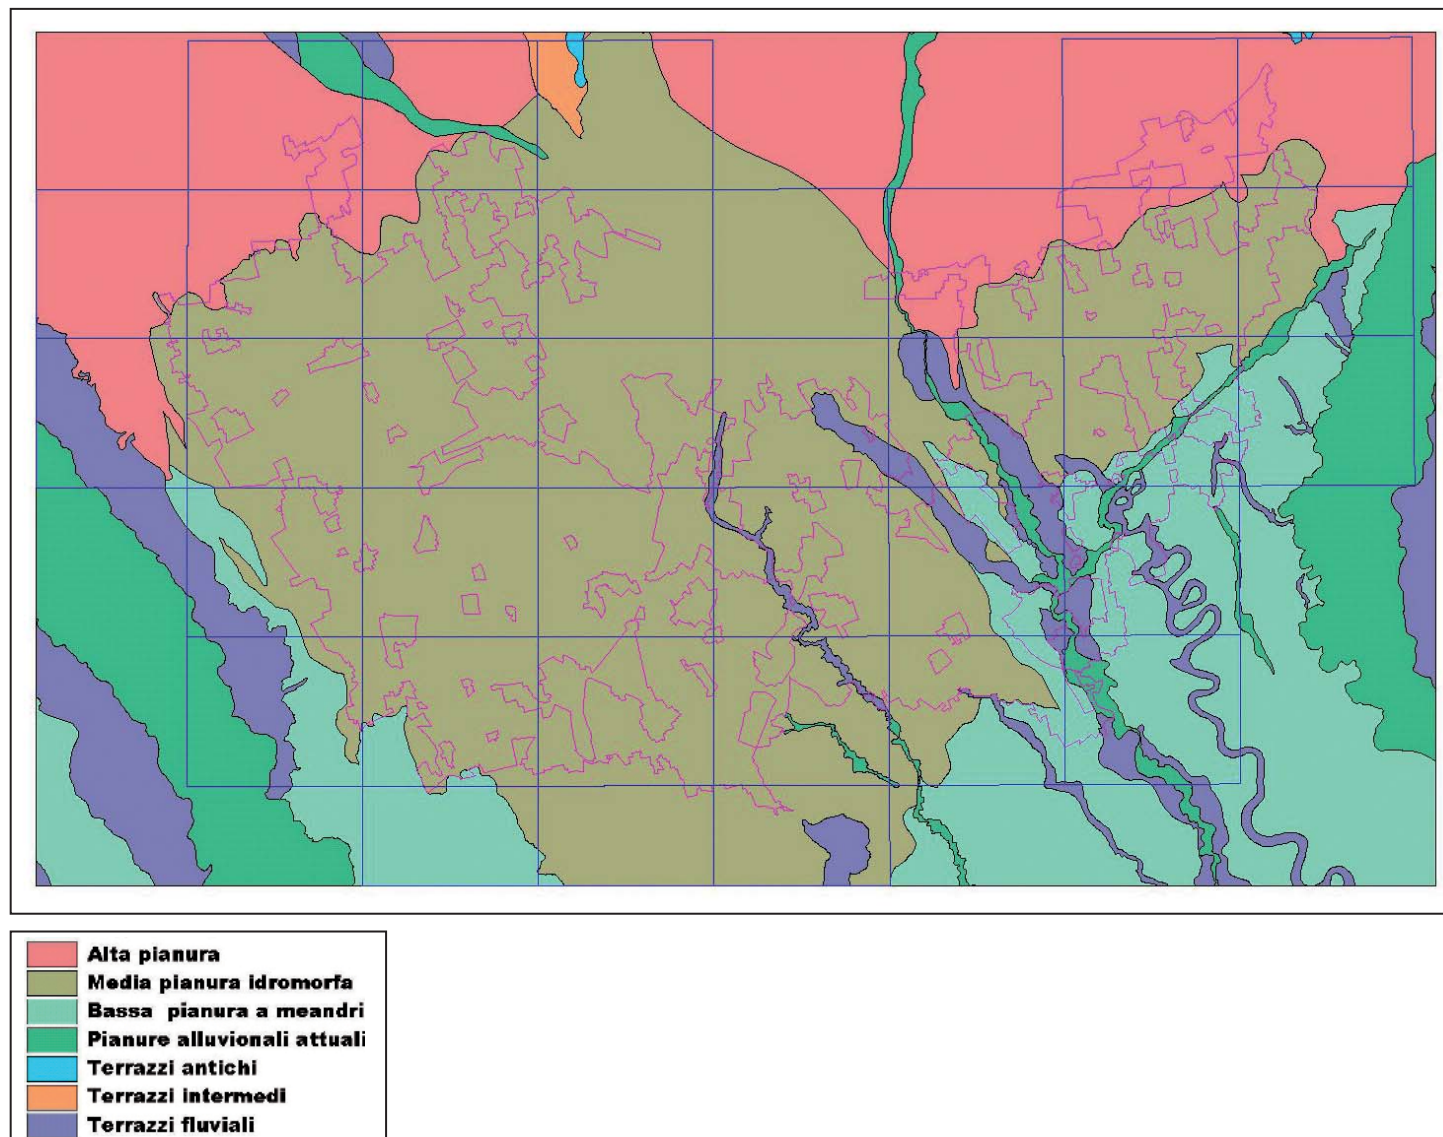 Alta pianura
Media pianura idromorfa
Bassa pianura a meandri
Pianure alluvionali attuali
Terrazzi antichi
Terrazzi intermedi
Terrazzi fluviali